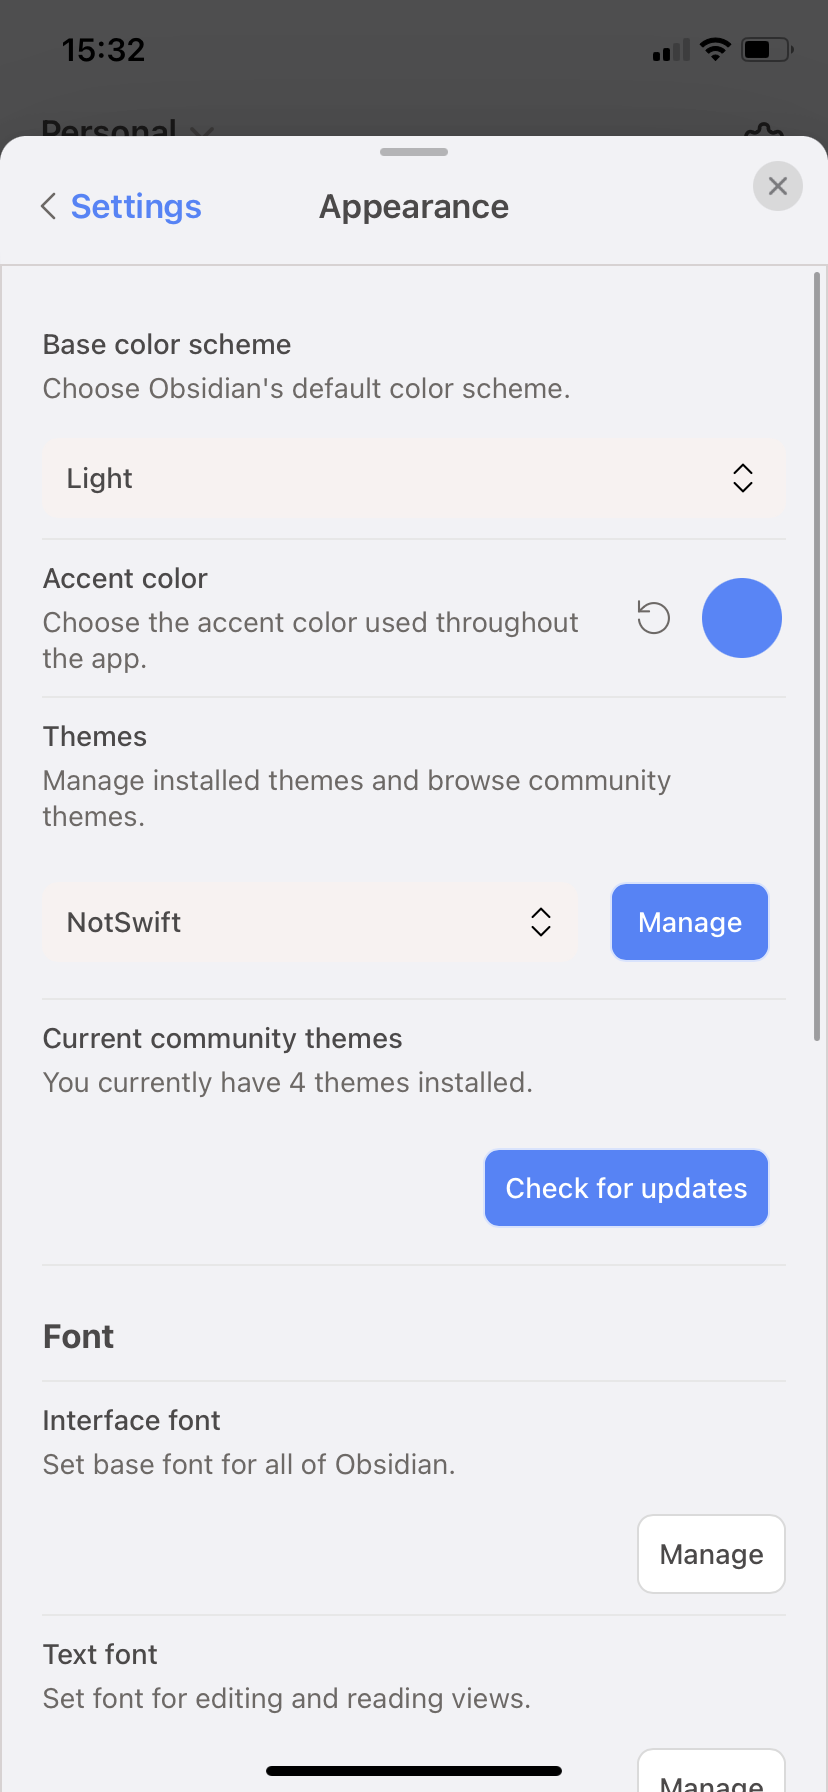 15:32
Personal
Settings
Appearance
Base color scheme
Choose Obsidian's default color scheme.
Light
Accent color
Choose the accent color used throughout
the app.
Themes
Manage installed themes and browse community
themes.
NotSwift
Manage
Current community themes
You currently have 4 themes installed.
Check for updates
Font
Interface font
Set base font for all of Obsidian.
Manage
Text font
Set font for editing and reading views.
Manage